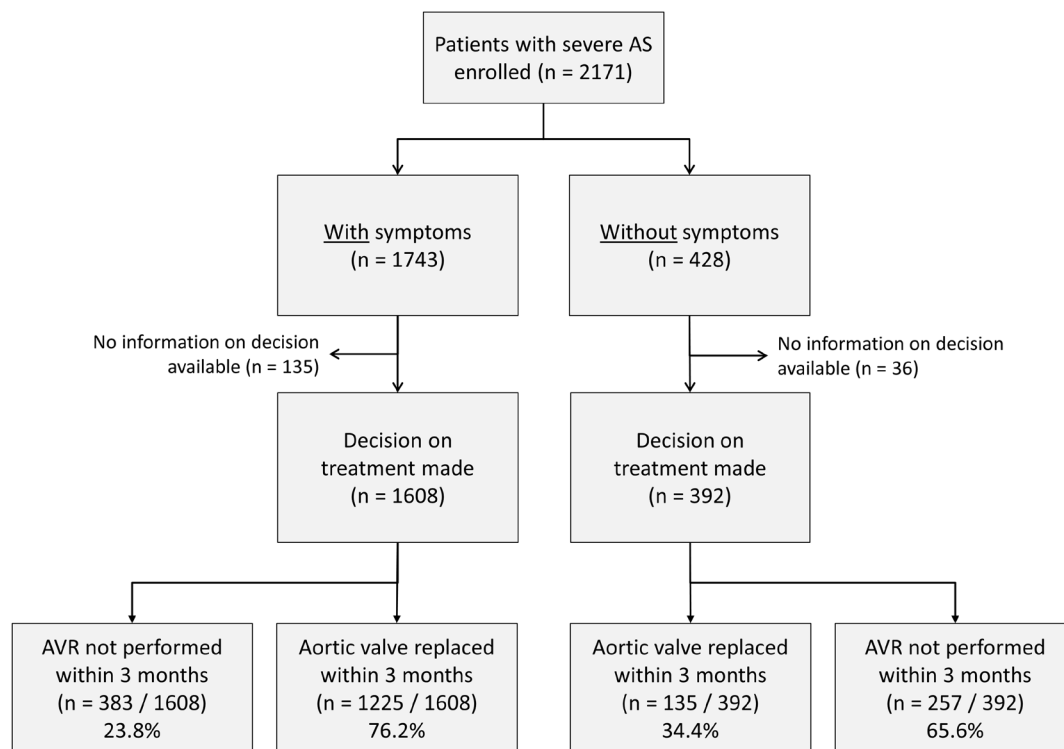 Patients with severe AS
enrolled (n = 2171)
With symptoms
(n = 1743)
Without symptoms
(n = 428)
No information on decision
available (n = 135)
No information on decision
available (n = 36)
Decision on
treatment made
(n = 1608)
Decision on
treatment made
(n = 392)
AVR not performed
within 3 months
(n = 383 / 1608)
23.8%
Aortic valve replaced
within 3 months
(n = 1225 / 1608)
76.2%
Aortic valve replaced
within 3 months
(n = 135 / 392)
34.4%
AVR not performed
within 3 months
(n = 257 / 392)
65.6%